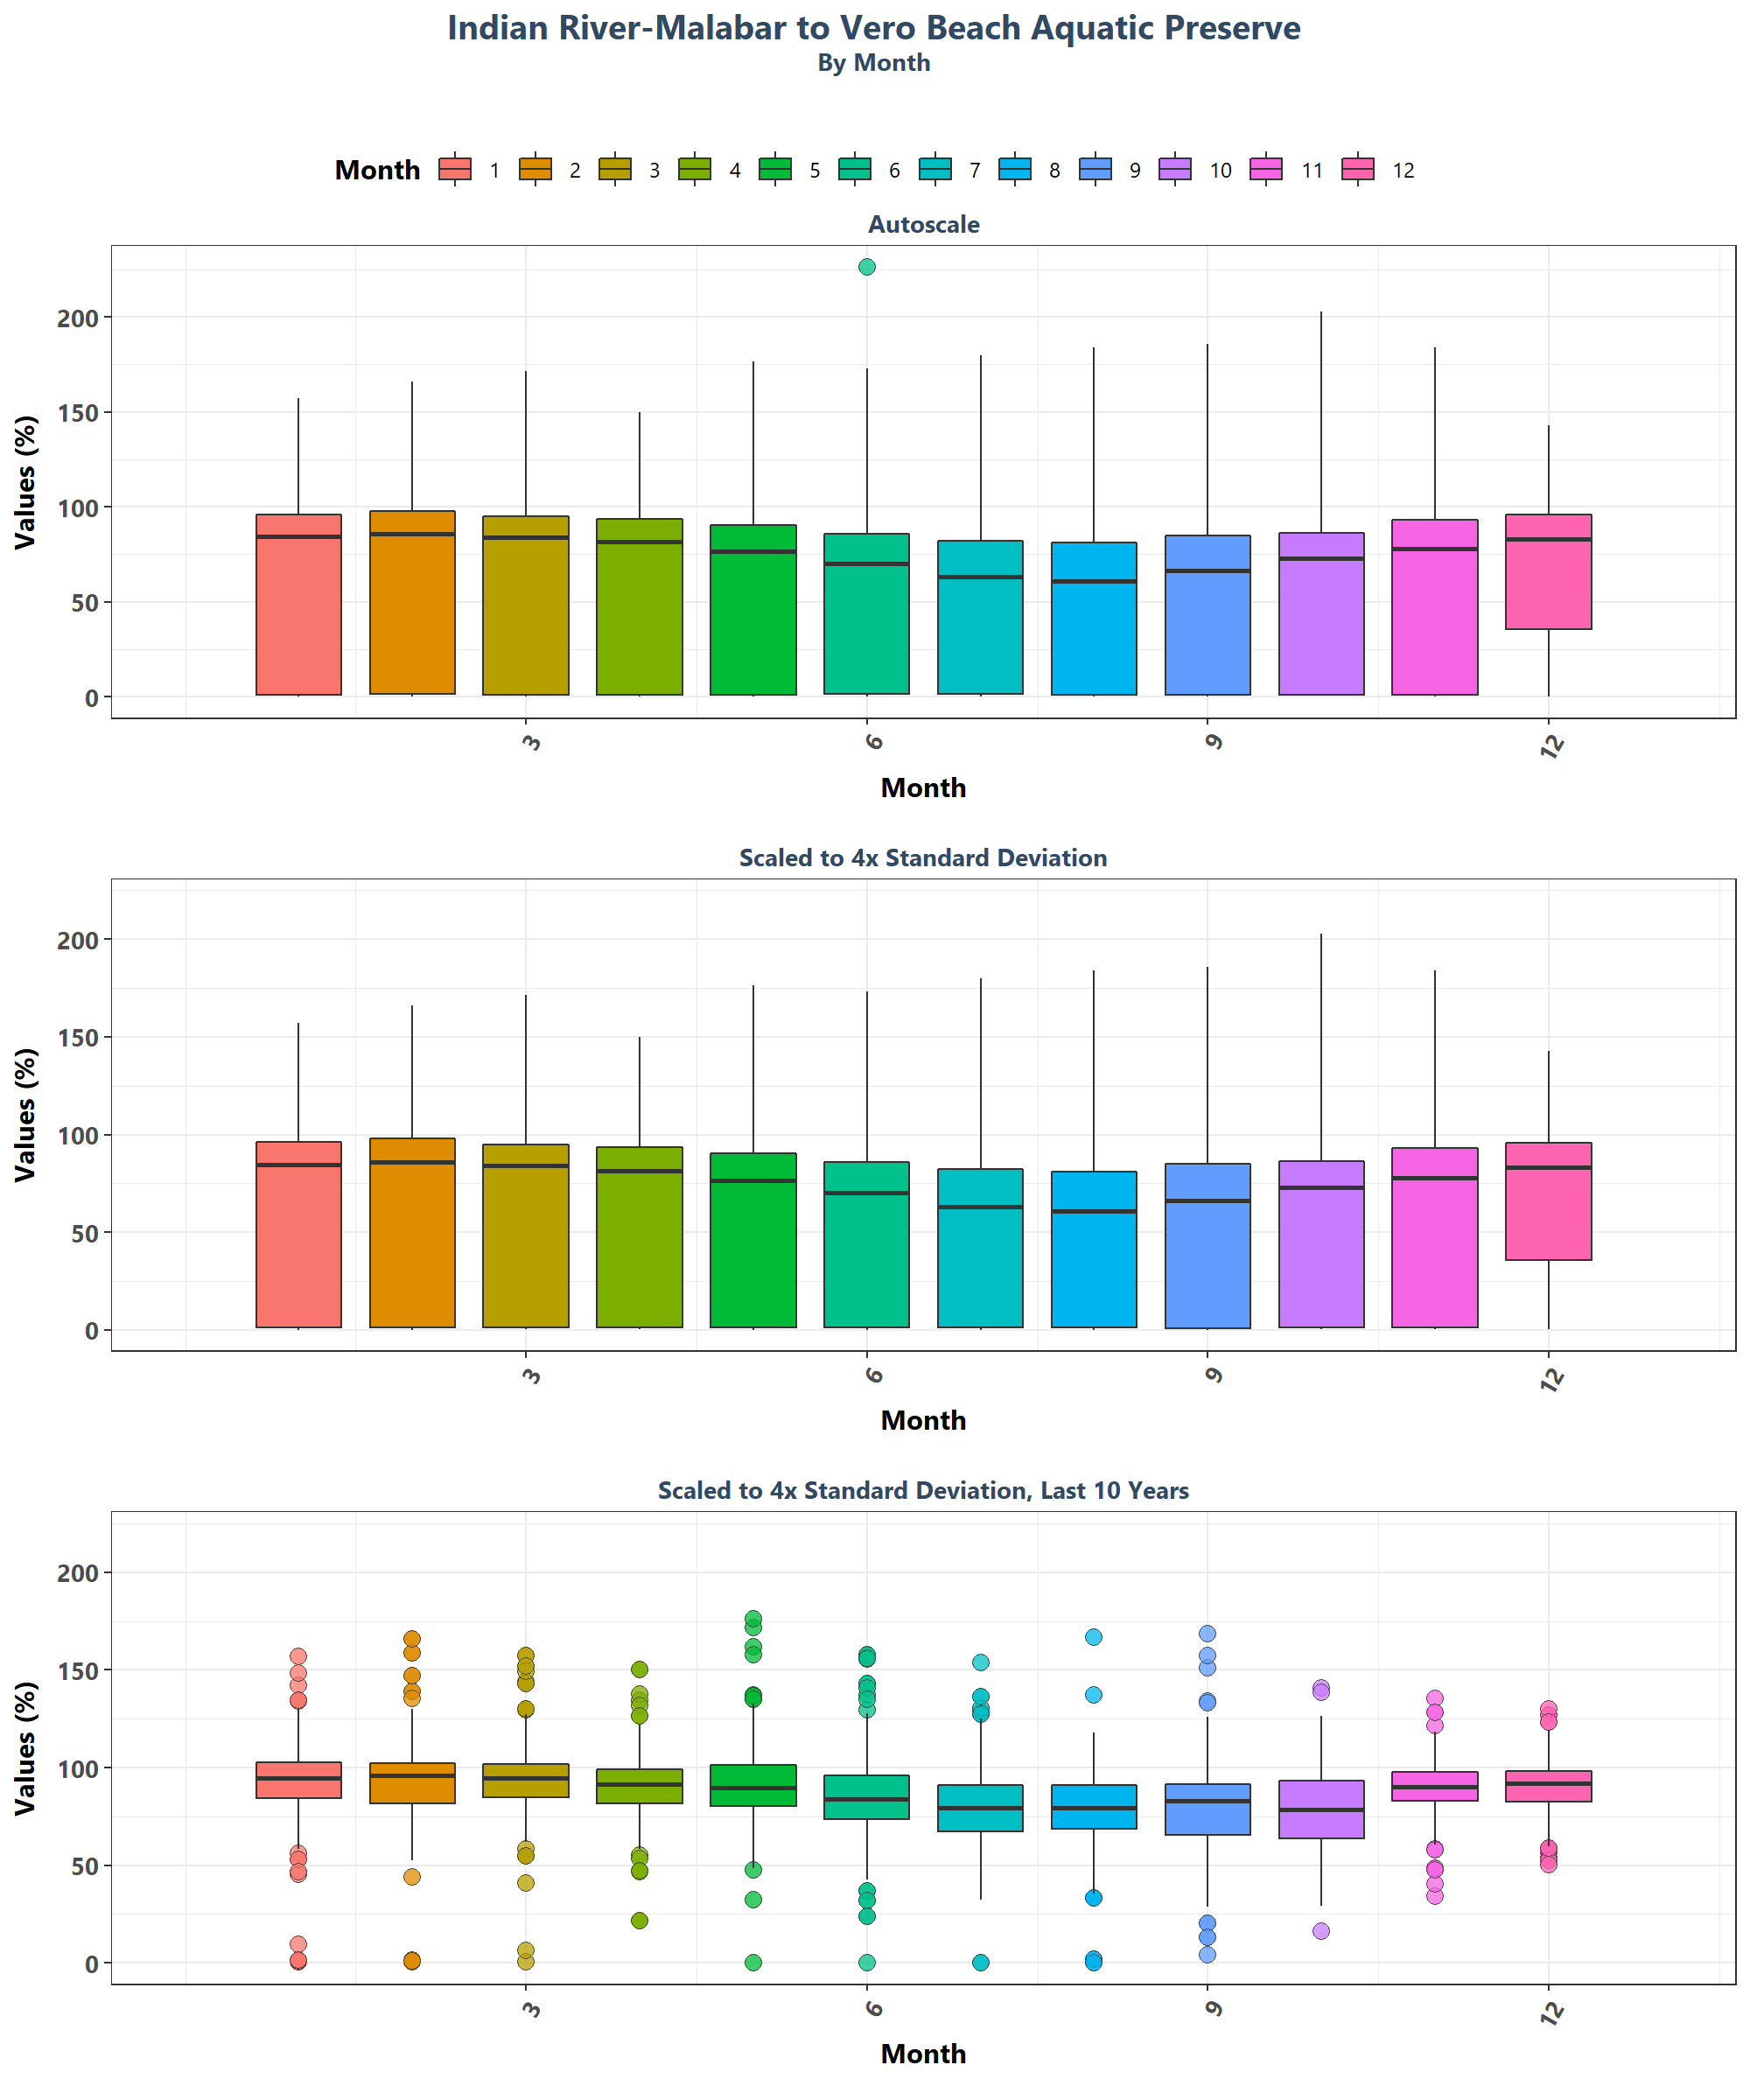 Indian River-Malabar to Vero Beach Aquatic Preserve
By Month
Month 1 2 3 4 5 6 7 8 9 10 11 12
Autoscale
Values (%)
200
150
100
50
0
3 6 9 12
Month
Scaled to 4x Standard Deviation
Values (%)
200
150
100
50
0
3 6 9 12
Month
Scaled to 4x Standard Deviation, Last 10 Years
Values (%)
200
150
100
50
0
3 6 9 12
Month